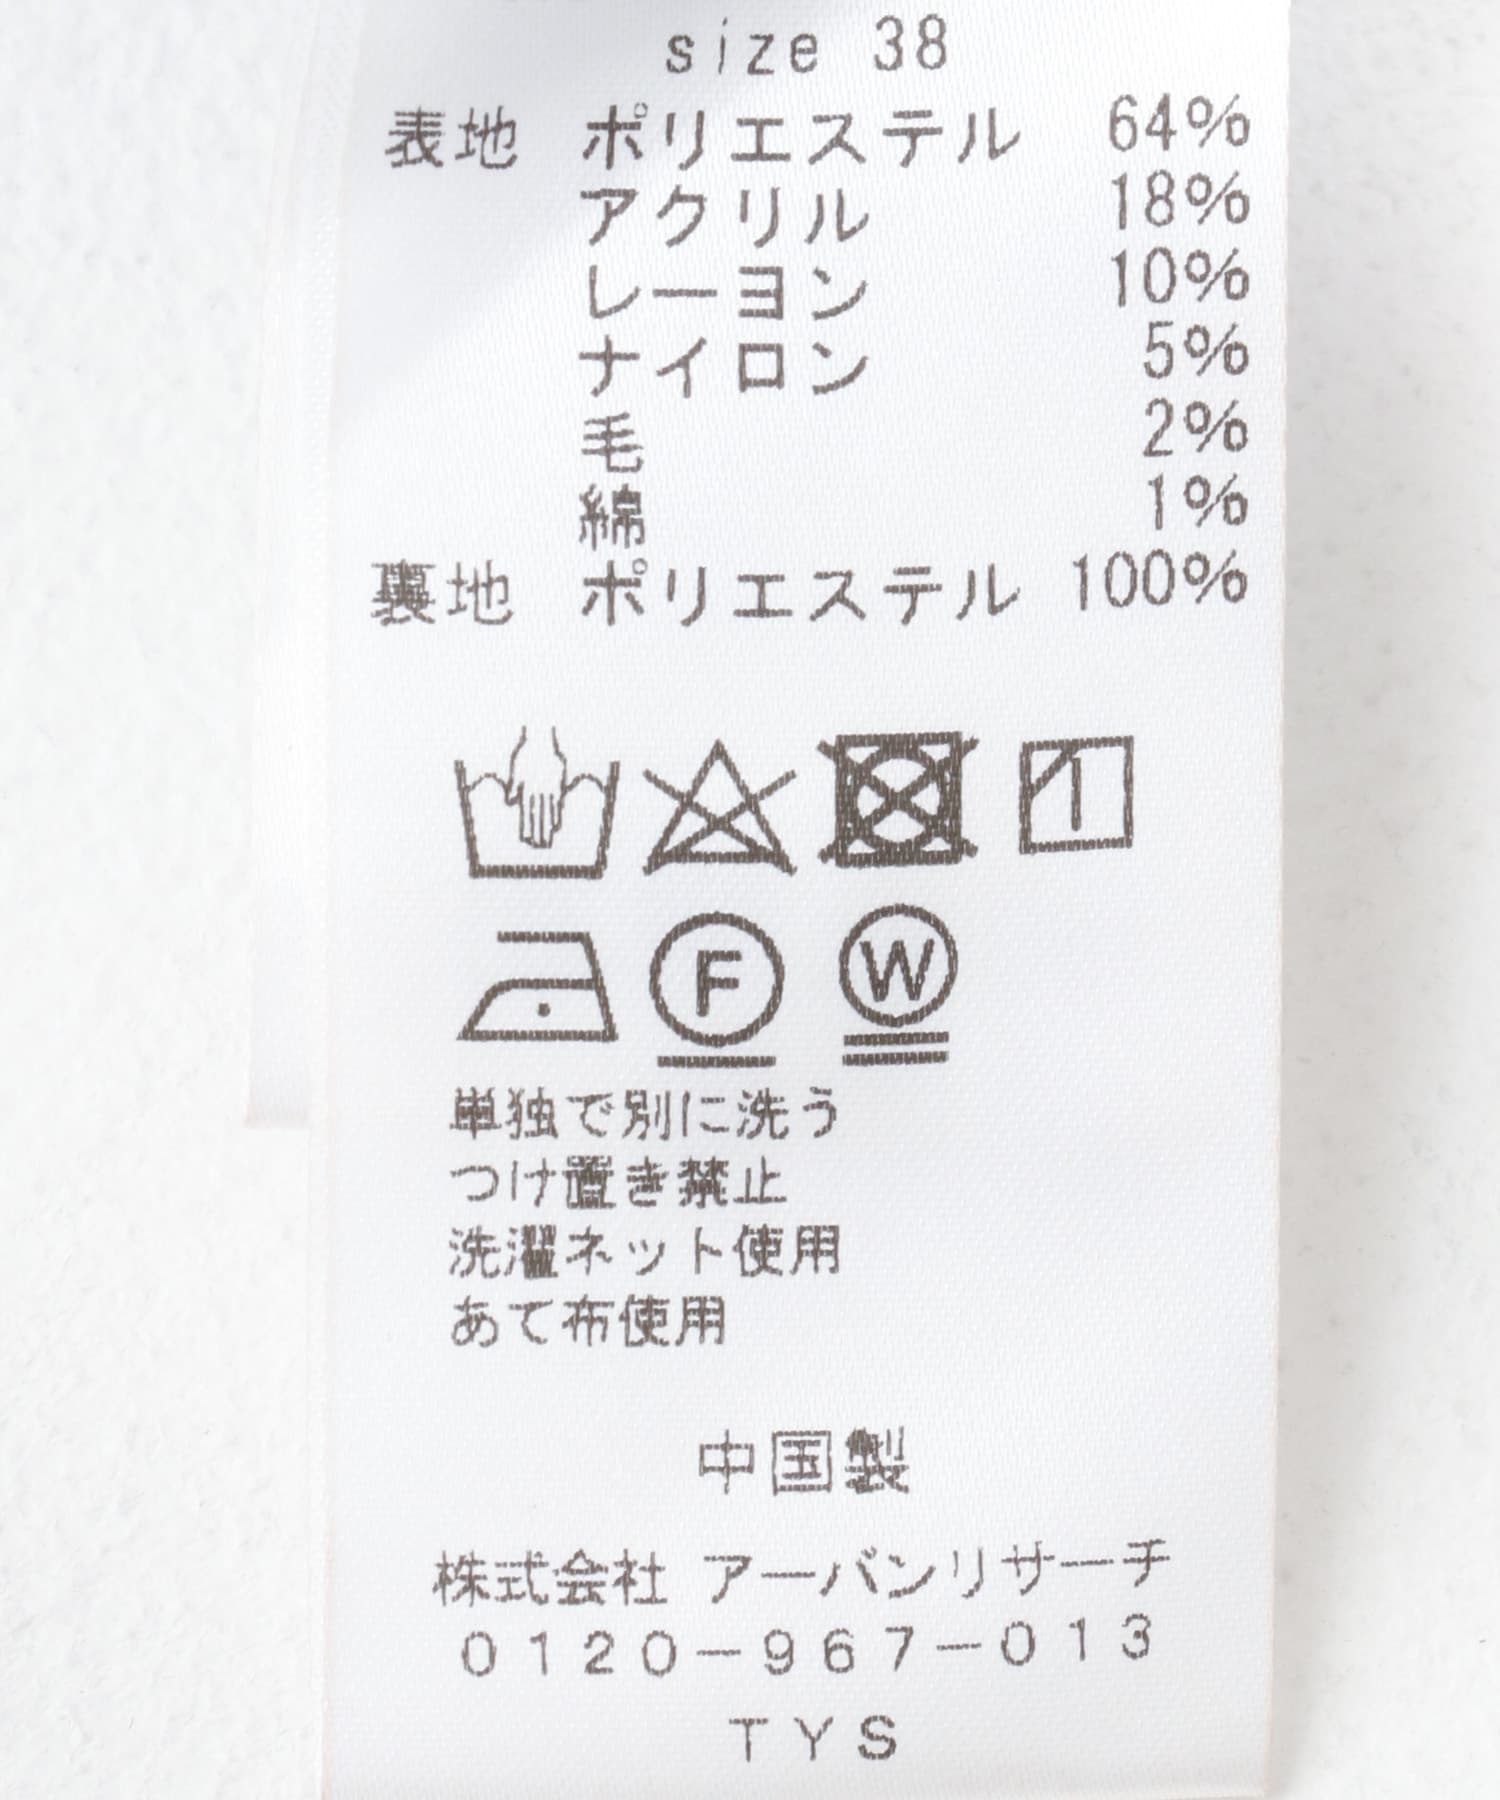 size 38
表地 ポリエステル 64%
アクリル 18%
レーヨン 10%
ナイロン 5%
毛 2%
綿 1%
裏地 ポリエステル 100%
F W
単独で別に洗う
つけ置き禁止
洗濯ネット使用
あて布使用
中国製
株式会社 アーバンリサーチ
0120-967-013
TYS